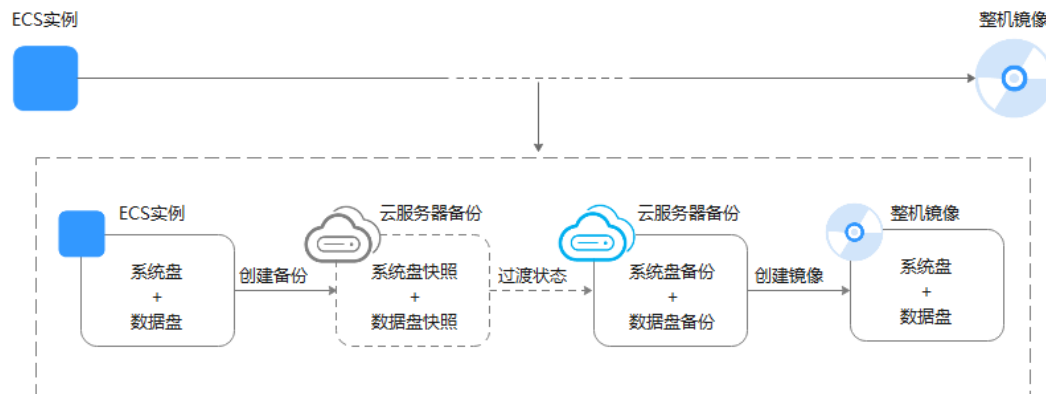 ECS实例
整机镜像
ECS实例
云服务器备份
云服务器备份
整机镜像
系统盘
+
数据盘
创建备份
系统盘快照
+
数据盘快照
过渡状态
系统盘备份
+
数据盘备份
创建镜像
系统盘
+
数据盘